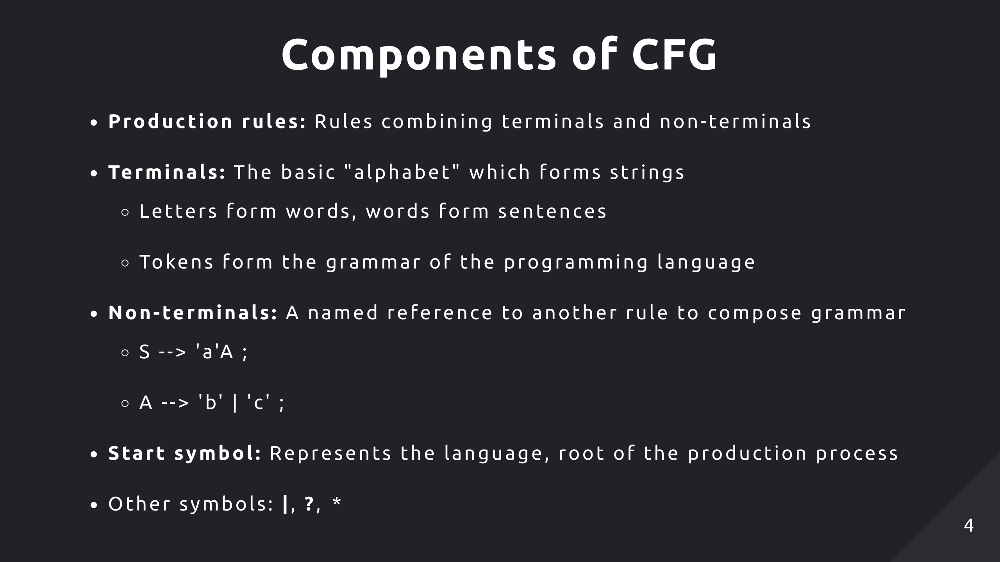 Components of CFG
Production rules: Rules combining terminals and non-terminals
Terminals: The basic "alphabet" which forms strings
Letters form words, words form sentences
Tokens form the grammar of the programming language
Non-terminals: A named reference to another rule to compose grammar
S --> 'a'A ;
A --> 'b' | 'c' ;
Start symbol: Represents the language, root of the production process
Other symbols: |, ?, *
4